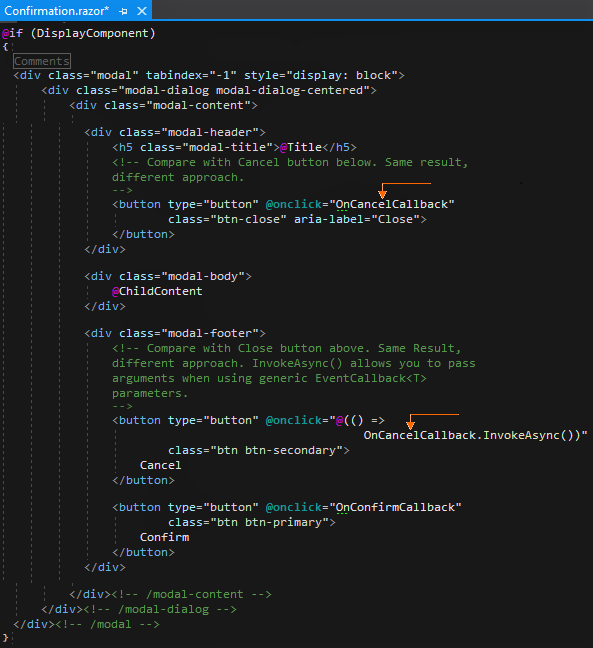 Confirmation.razor*
@if (DisplayComponent)
{
Comments
<div class="modal" tabindex="-1" style="display: block">
<div class="modal-dialog modal-dialog-centered">
<div class="modal-content">
<div class="modal-header">
<h5 class="modal-title">@Title</h5>
<!-- Compare with Cancel button below. Same result,
different approach.
-->
<button type="button" @onclick="OnCancelCallback"
class="btn-close" aria-label="Close">
</button>
</div>
<div class="modal-body">
@ChildContent
</div>
<div class="modal-footer">
<!-- Compare with Close button above. Same Result,
different approach. InvokeAsync() allows you to pass
arguments when using generic EventCallback<T>
parameters.
-->
<button type="button" @onclick="@(() =>
OnCancelCallback.InvokeAsync())"
class="btn btn-secondary">
Cancel
</button>
<button type="button" @onclick="OnConfirmCallback"
class="btn btn-primary">
Confirm
</button>
</div>
</div><!-- /modal-content -->
</div><!-- /modal-dialog -->
</div><!-- /modal -->
}